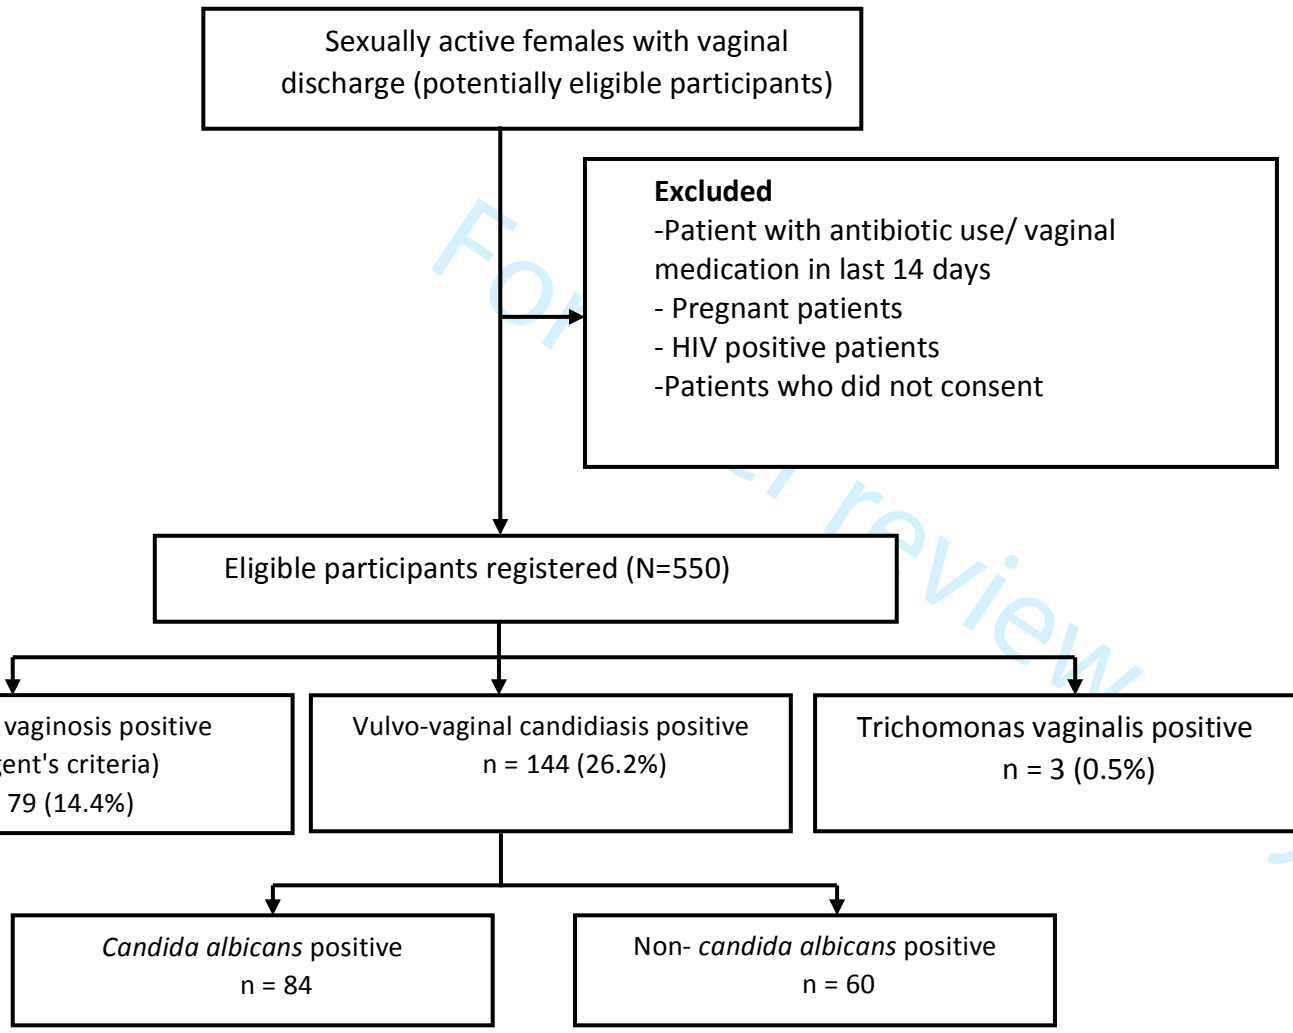 Sexually active females with vaginal
discharge (potentially eligible participants)
Excluded
-Patient with antibiotic use/ vaginal
medication in last 14 days
- Pregnant patients
- HIV positive patients
-Patients who did not consent
Eligible participants registered (N=550)
vaginosis positive
gent's criteria)
79 (14.4%)
Vulvo-vaginal candidiasis positive
n = 144 (26.2%)
Trichomonas vaginalis positive
n = 3 (0.5%)
Candida albicans positive
n = 84
Non- candida albicans positive
n = 60
For
review